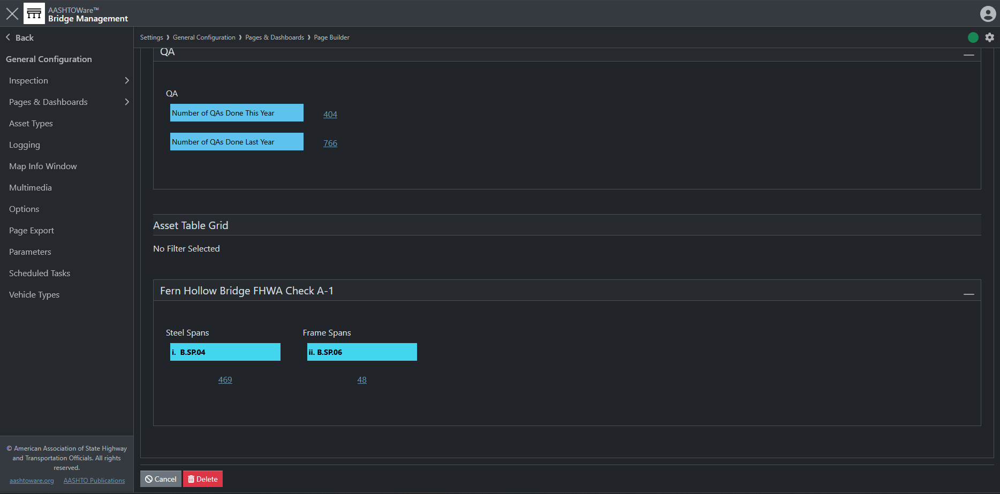 AASHTOWare™
Bridge Management
Back
General Configuration
Inspection
Pages & Dashboards
Asset Types
Logging
Map Info Window
Multimedia
Options
Page Export
Parameters
Scheduled Tasks
Vehicle Types
© American Association of State Highway
and Transportation Officials. All rights
reserved.
aashtoware.org AASHTO Publications
Settings ❱ General Configuration ❱ Pages & Dashboards ❱ Page Builder
QA
QA
Number of QAs Done This Year 404
Number of QAs Done Last Year 766
Asset Table Grid
No Filter Selected
Fern Hollow Bridge FHWA Check A-1
Steel Spans Frame Spans
i. B.SP.04 ii. B.SP.06
469 48
Cancel Delete